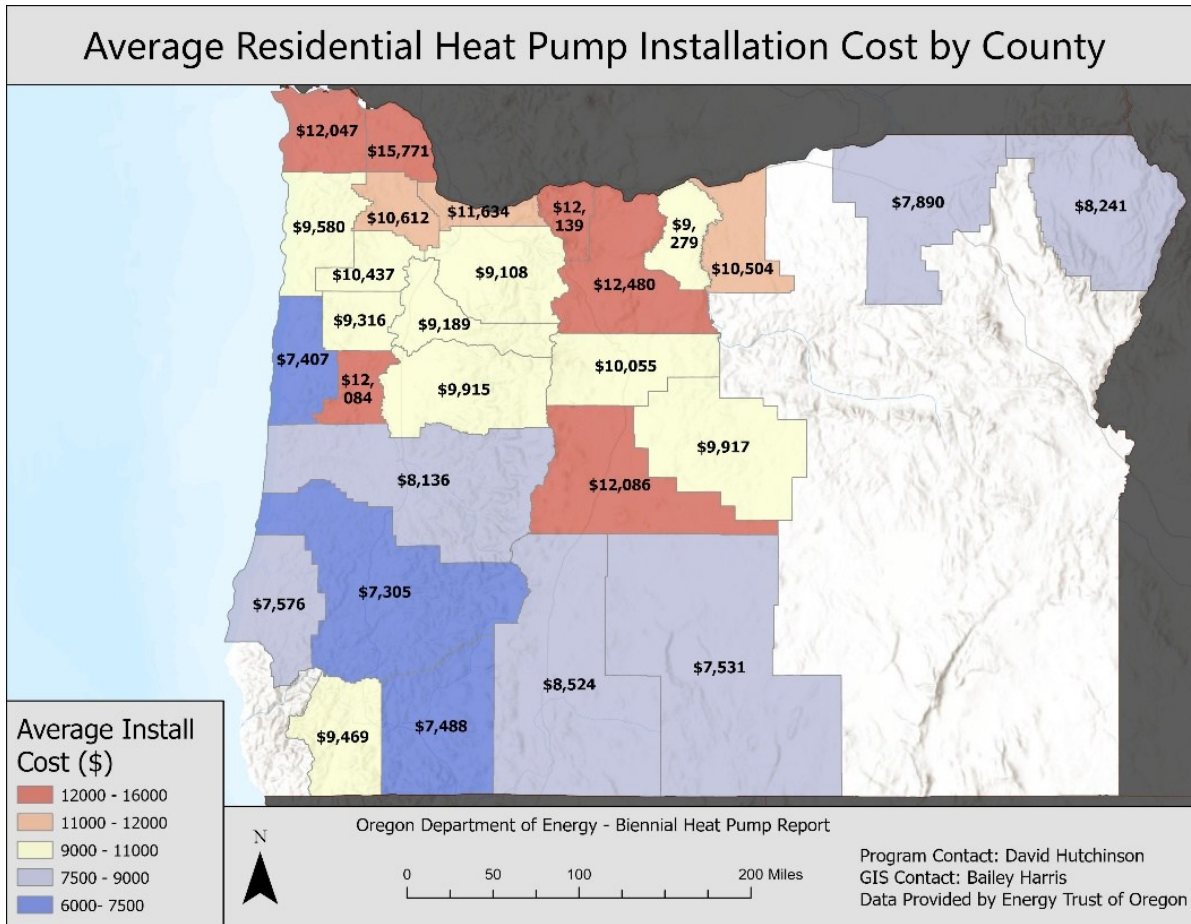 Average Residential Heat Pump Installation Cost by County
$12,047
$15,771
$9,580
$10,612
$11,634
$12,
139
$9,
279
$7,890
$8,241
$10,437
$9,108
$12,480
$10,504
$9,316
$9,189
$7,407
$12,
084
$9,915
$10,055
$9,917
$8,136
$12,086
$7,305
$7,576
$7,531
$8,524
$7,488
$9,469
Average Install
Cost ($)
12000 - 16000
11000 - 12000
9000 - 11000
7500 - 9000
6000- 7500
N
Oregon Department of Energy - Biennial Heat Pump Report
0 50 100 200 Miles
Program Contact: David Hutchinson
GIS Contact: Bailey Harris
Data Provided by Energy Trust of Oregon